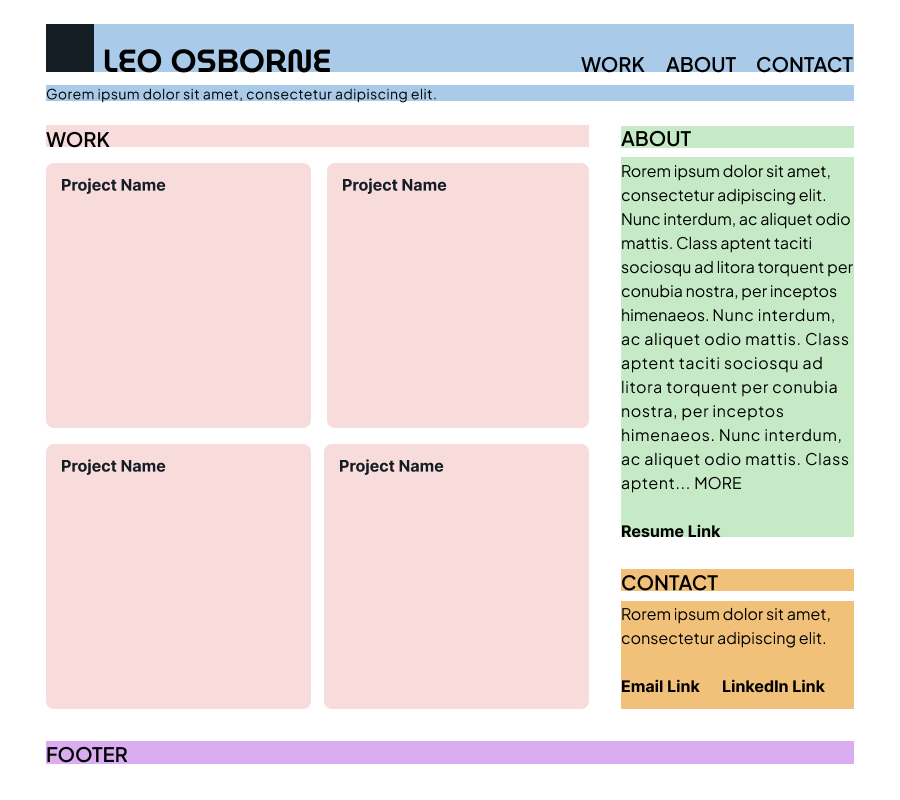 LEO OSBORNE
WORK ABOUT CONTACT
Gorem ipsum dolor sit amet, consectetur adipiscing elit.
WORK
Project Name
Project Name
Project Name
Project Name
ABOUT
Rorem ipsum dolor sit amet,
consectetur adipiscing elit.
Nunc interdum, ac aliquet odio
mattis. Class aptent taciti
sociosqu ad litora torquent per
conubia nostra, per inceptos
himenaeos. Nunc interdum,
ac aliquet odio mattis. Class
aptent taciti sociosqu ad
litora torquent per conubia
nostra, per inceptos
himenaeos. Nunc interdum,
ac aliquet odio mattis. Class
aptent... MORE
Resume Link
CONTACT
Rorem ipsum dolor sit amet,
consectetur adipiscing elit.
Email Link LinkedIn Link
FOOTER